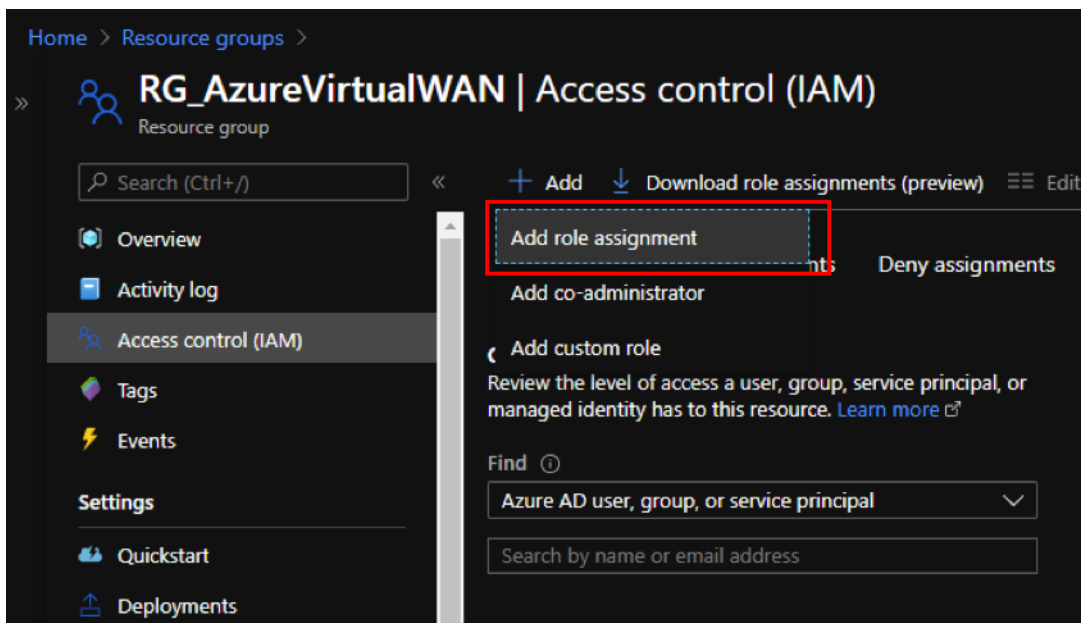 Home > Resource groups >
RG_AzureVirtualWAN | Access control (IAM)
Resource group
Search (Ctrl+/)
Add
Download role assignments (preview)
Edit
Overview
Activity log
Access control (IAM)
Tags
Events
Settings
Quickstart
Deployments
Add role assignment
Deny assignments
Add co-administrator
Add custom role
Review the level of access a user, group, service principal, or
managed identity has to this resource. Learn more
Find
Azure AD user, group, or service principal
Search by name or email address